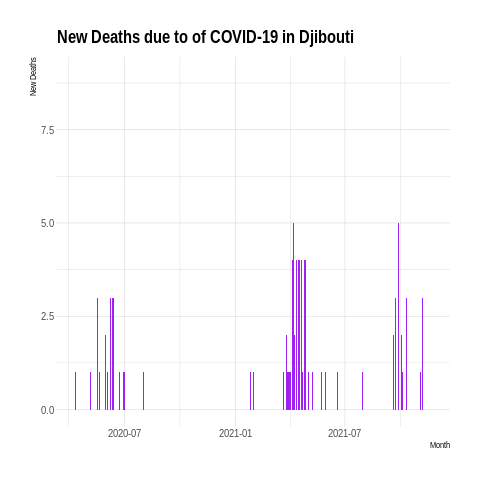 New Deaths due to of COVID-19 in Djibouti
New Deaths
7.5
5.0
2.5
0.0
2020-07
2021-01
2021-07
Month